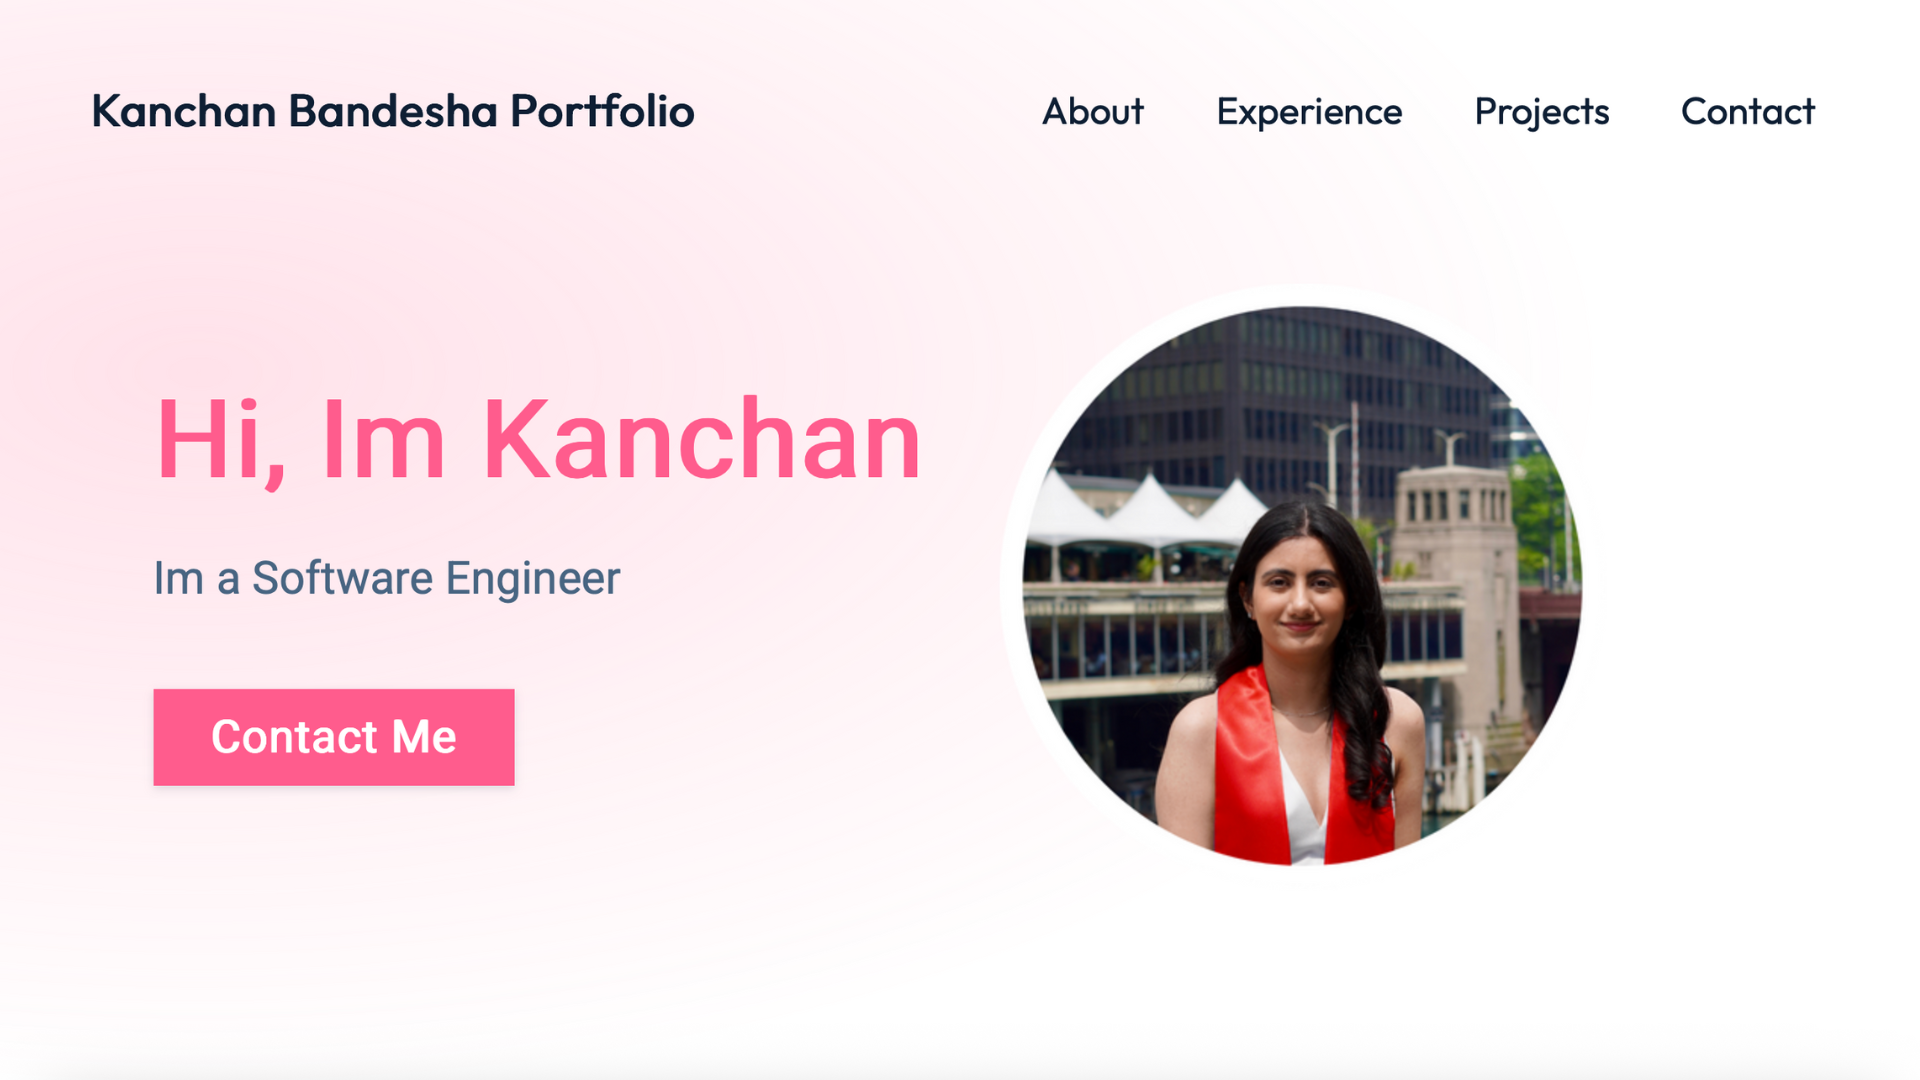 Kanchan Bandesha Portfolio
About Experience Projects Contact
Hi, Im Kanchan
Im a Software Engineer
Contact Me